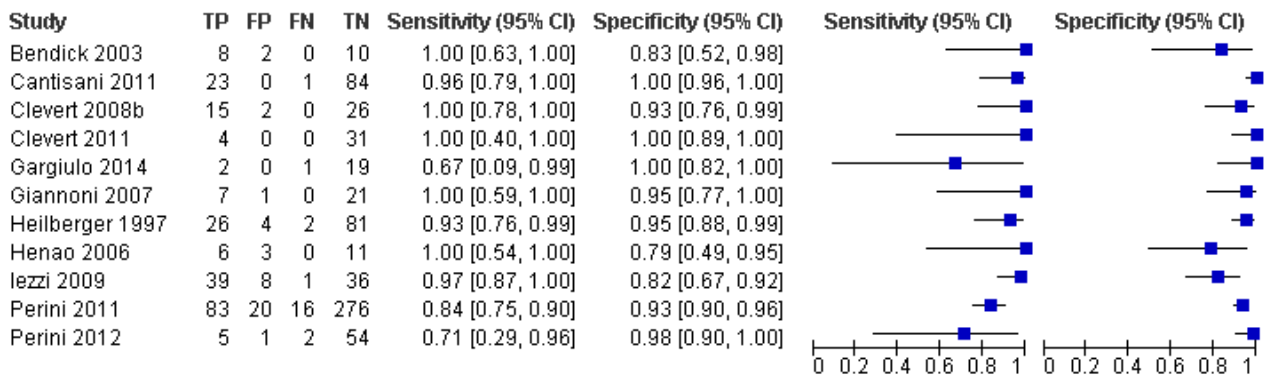 Study TP FP FN TN Sensitivity (95% CI) Specificity (95% CI) Sensitivity (95% CI) Specificity (95% CI)
Bendick 2003 8 2 0 10 1.00 [0.63, 1.00] 0.83 [0.52, 0.98]
Cantisani 2011 23 0 1 84 0.96 [0.79, 1.00] 1.00 [0.96, 1.00]
Clevert 2008b 15 2 0 26 1.00 [0.78, 1.00] 0.93 [0.76, 0.99]
Clevert 2011 4 0 0 31 1.00 [0.40, 1.00] 1.00 [0.89, 1.00]
Gargiulo 2014 2 0 1 19 0.67 [0.09, 0.99] 1.00 [0.82, 1.00]
Giannoni 2007 7 1 0 21 1.00 [0.59, 1.00] 0.95 [0.77, 1.00]
Heilberger 1997 26 4 2 81 0.93 [0.76, 0.99] 0.95 [0.88, 0.99]
Henao 2006 6 3 0 11 1.00 [0.54, 1.00] 0.79 [0.49, 0.95]
Iezzi 2009 39 8 1 36 0.97 [0.87, 1.00] 0.82 [0.67, 0.92]
Perini 2011 83 20 16 276 0.84 [0.75, 0.90] 0.93 [0.90, 0.96]
Perini 2012 5 1 2 54 0.71 [0.29, 0.96] 0.98 [0.90, 1.00]
0 0.2 0.4 0.6 0.8 1 0 0.2 0.4 0.6 0.8 1